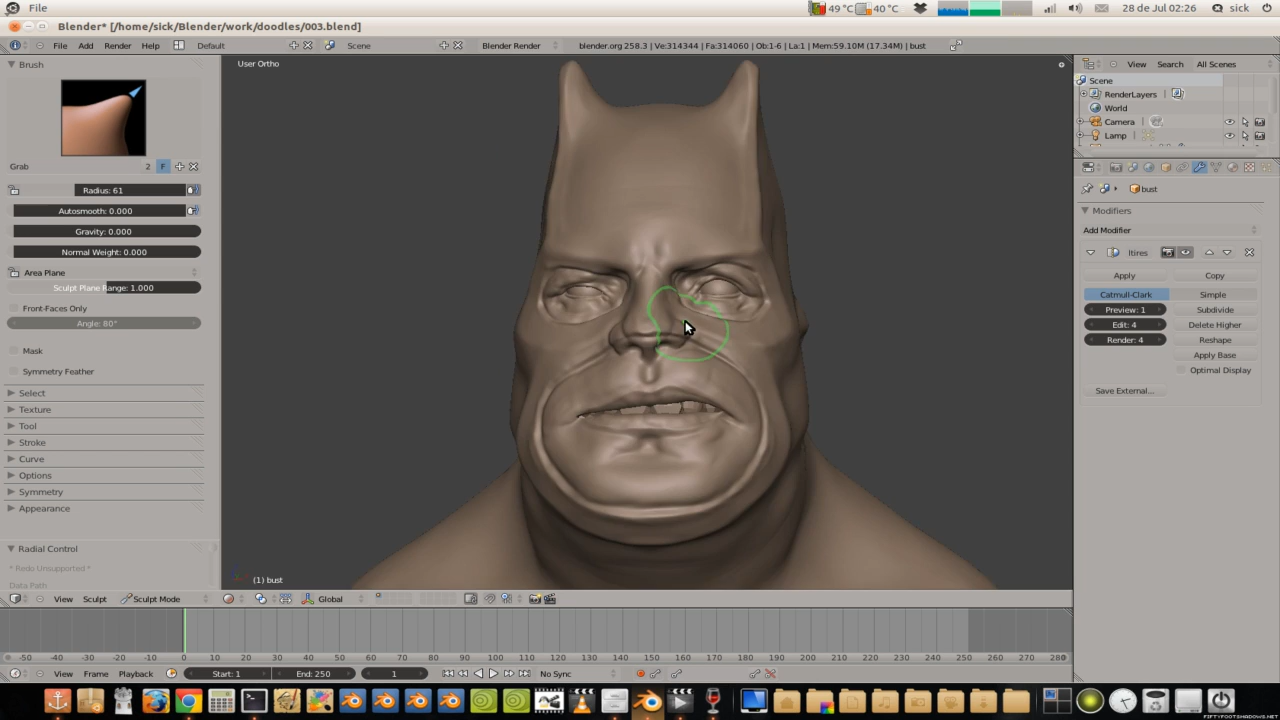 File 49 °C 40 °C 28 de Jul 02:26 sick
Blender* [/home/sick/Blender/work/doodles/003.blend]
File Add Render Help Default Scene Blender Render blender.org 258.3 | Ve:314344 | Fa:314060 | Ob:1-6 | La:1 | Mem:59.10M (17.34M) | bust
View Search All Scenes
Brush
User Ortho
Scene
RenderLayers
World
Camera
Lamp
Grab 2 F
Radius: 61
Autosmooth: 0.000
Gravity: 0.000
Normal Weight: 0.000
Area Plane
Sculpt Plane Range: 1.000
Front-Faces Only
Angle: 80°
Mask
Symmetry Feather
Select
Texture
Tool
Stroke
Curve
Options
Symmetry
Appearance
Radial Control
* Redo Unsupported *
Data Path
bust
Modifiers
Add Modifier
ltires
Apply Copy
Catmull-Clark Simple
Preview: 1 Subdivide
Edit: 4 Delete Higher
Render: 4 Reshape
Apply Base
Optimal Display
Save External...
(1) bust
View Sculpt Sculpt Mode Global
-50 -40 -30 -20 -10 0 10 20 30 40 50 60 70 80 90 100 110 120 130 140 150 160 170 180 190 200 210 220 230 240 250 260 270 280
View Frame Playback Start: 1 End: 250 1 No Sync
FIFTYFOOTSHADOWS.NET